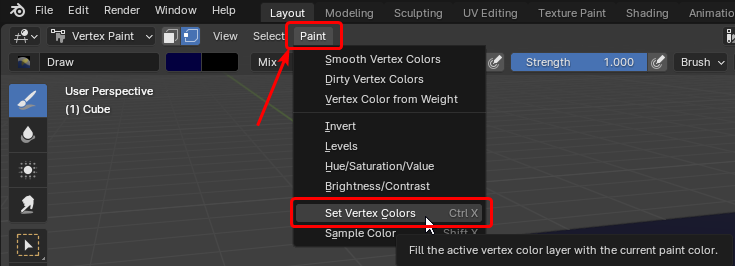 File Edit Render Window Help Layout Modeling Sculpting UV Editing Texture Paint Shading Animatio
Vertex Paint View Select Paint
Draw Mix Strength 1.000 Brush
User Perspective
(1) Cube
Smooth Vertex Colors
Dirty Vertex Colors
Vertex Color from Weight
Invert
Levels
Hue/Saturation/Value
Brightness/Contrast
Set Vertex Colors Ctrl X
Sample Color Shift X
Fill the active vertex color layer with the current paint color.